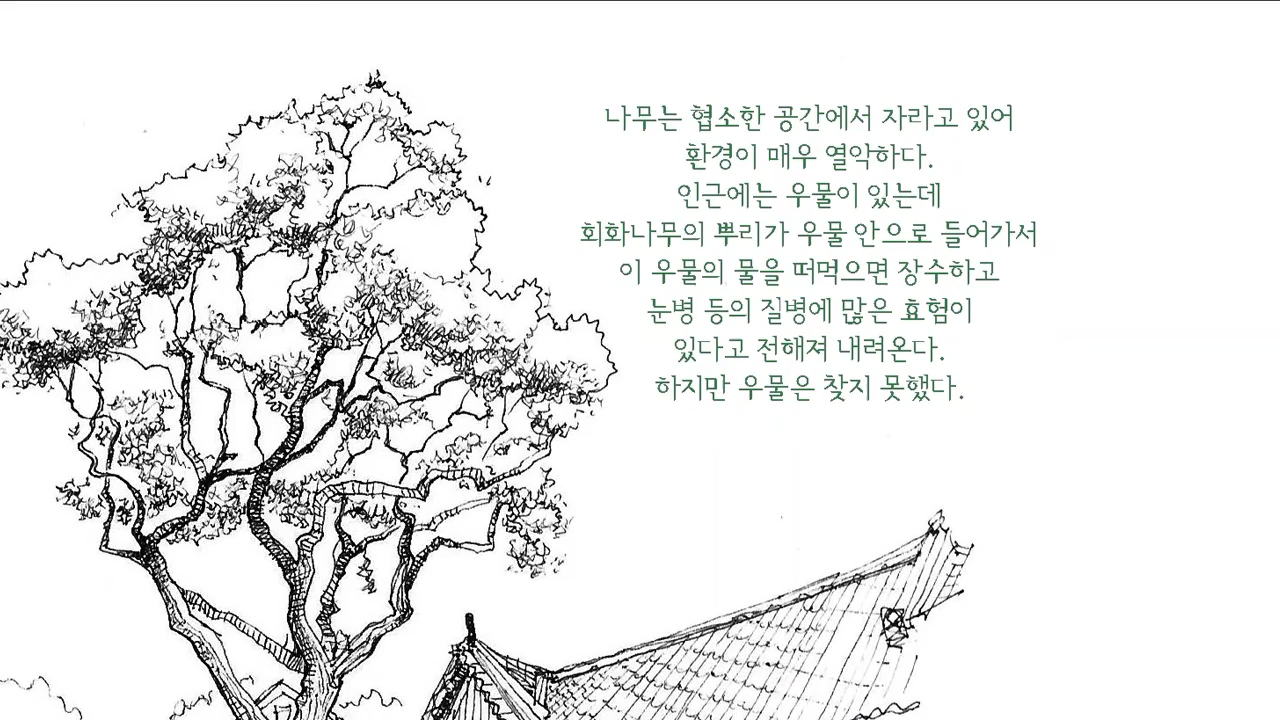 나무는 협소한 공간에서 자라고 있어
환경이 매우 열악하다.
인근에는 우물이 있는데
회화나무의 뿌리가 우물 안으로 들어가서
이 우물의 물을 떠먹으면 장수하고
눈병 등의 질병에 많은 효험이
있다고 전해져 내려온다.
하지만 우물은 찾지 못했다.